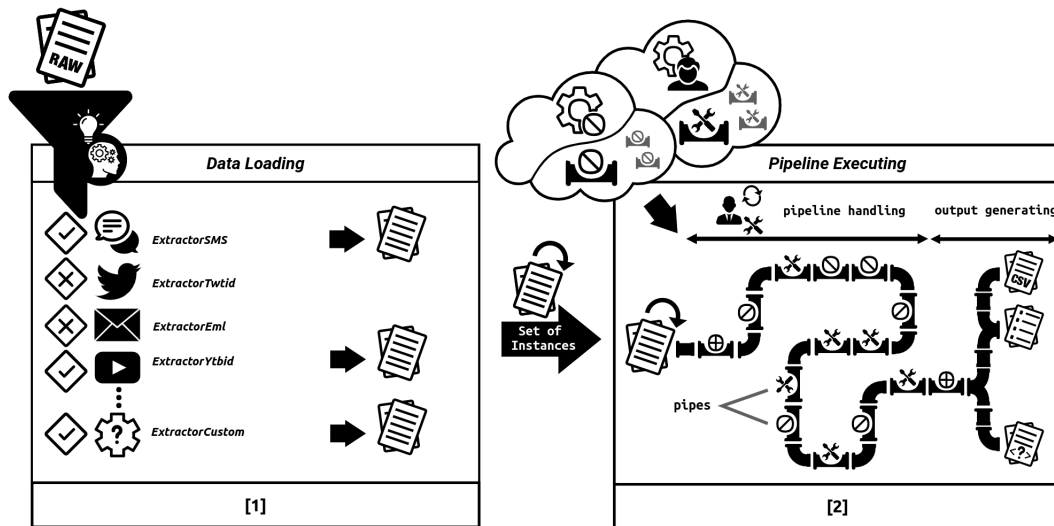 RAW
Data Loading
ExtractorSMS
ExtractorTwtid
ExtractorEml
ExtractorYtbid
?
ExtractorCustom
[1]
Set of
Instances
Pipeline Executing
pipeline handling
output generating
CSV
pipes
<?>
[2]